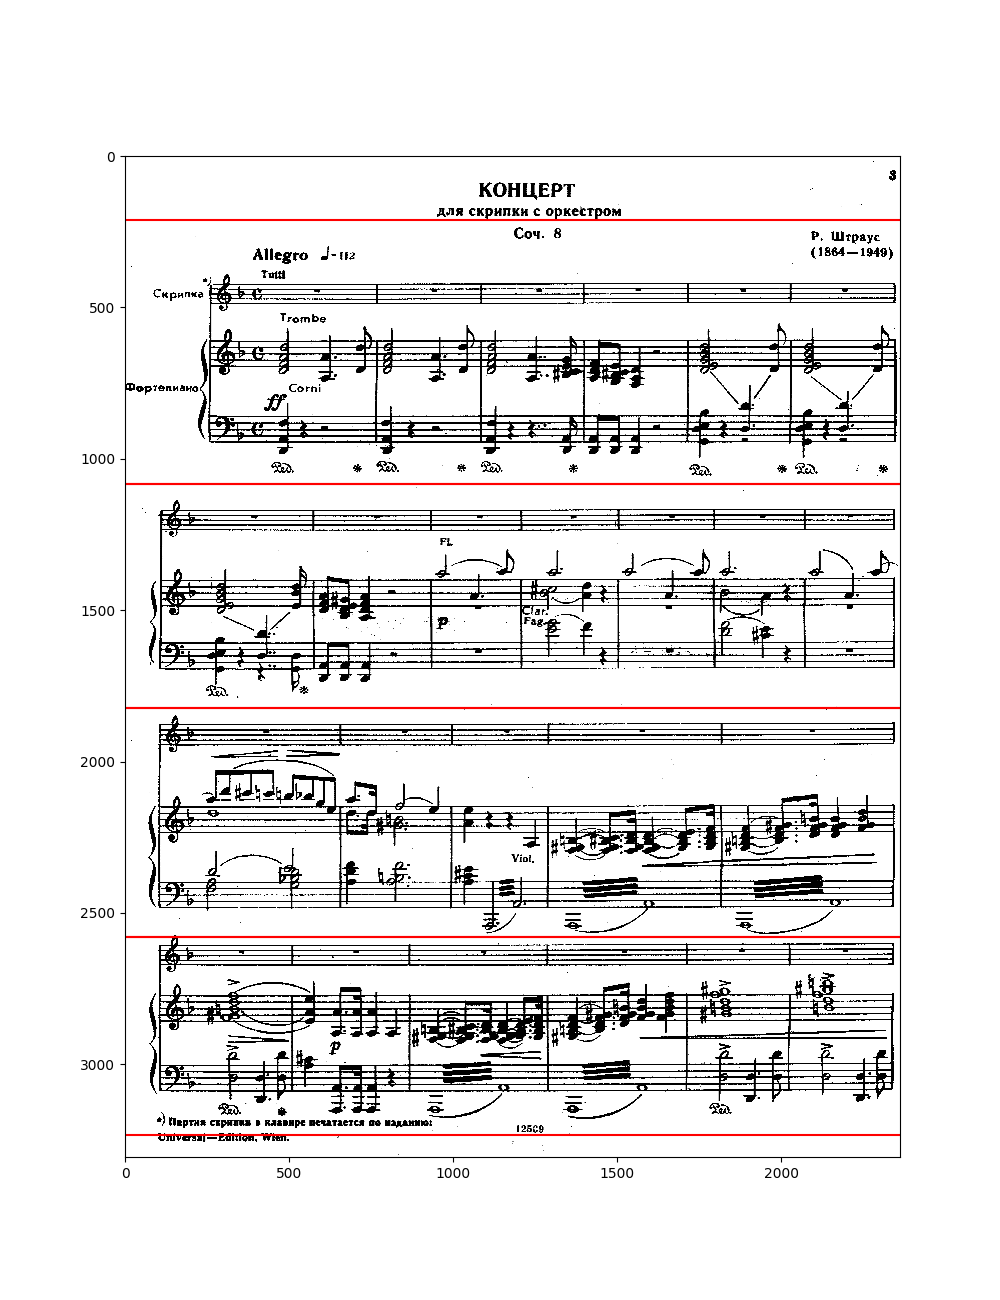 0
3
КОНЦЕРТ
для скрипки с оркестром
Соч. 8
Р. Штраус
(1864—1949)
Allegro ♩=112
Tutti
*)
Скрипка
500
Trombe
Фортепиано
Corni
ff
1000
Ped. * Ped. * Ped. * Ped. * Ped. *
Fl.
1500
Clar.
Fag.
p
Ped. *
2000
Viol.
2500
p
3000
Ped. * Ped.
*) Партия скрипки в клавире печатается по изданию:
Universal—Edition, Wien.
12569
0 500 1000 1500 2000